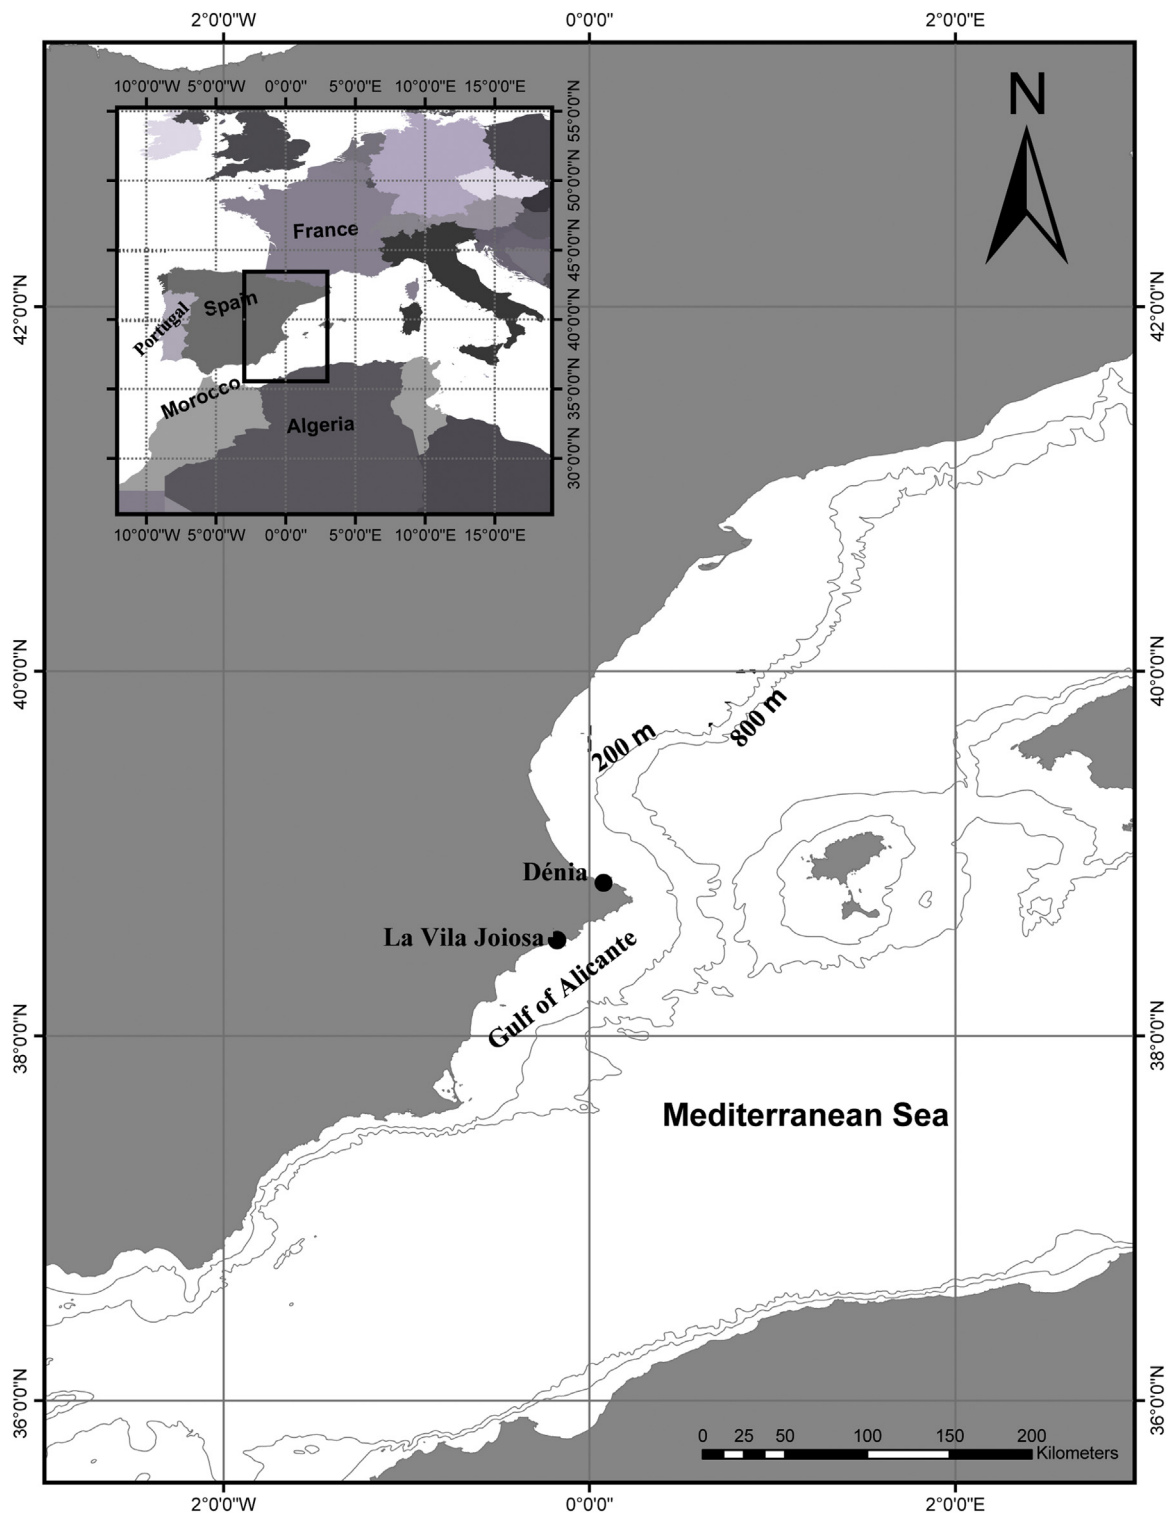 2°0'0"W 0°0'0" 2°0'0"E
N
10°0'0"W 5°0'0"W 0°0'0" 5°0'0"E 10°0'0"E 15°0'0"E
55°0'0"N
50°0'0"N
45°0'0"N
40°0'0"N
35°0'0"N
30°0'0"N
France
Spain
Portugal
Morocco
Algeria
10°0'0"W 5°0'0"W 0°0'0" 5°0'0"E 10°0'0"E 15°0'0"E
42°0'0"N 42°0'0"N
40°0'0"N 40°0'0"N
200 m
800 m
Dénia
La Vila Joiosa
Gulf of Alicante
38°0'0"N 38°0'0"N
Mediterranean Sea
36°0'0"N 36°0'0"N
0 25 50 100 150 200
Kilometers
2°0'0"W 0°0'0" 2°0'0"E